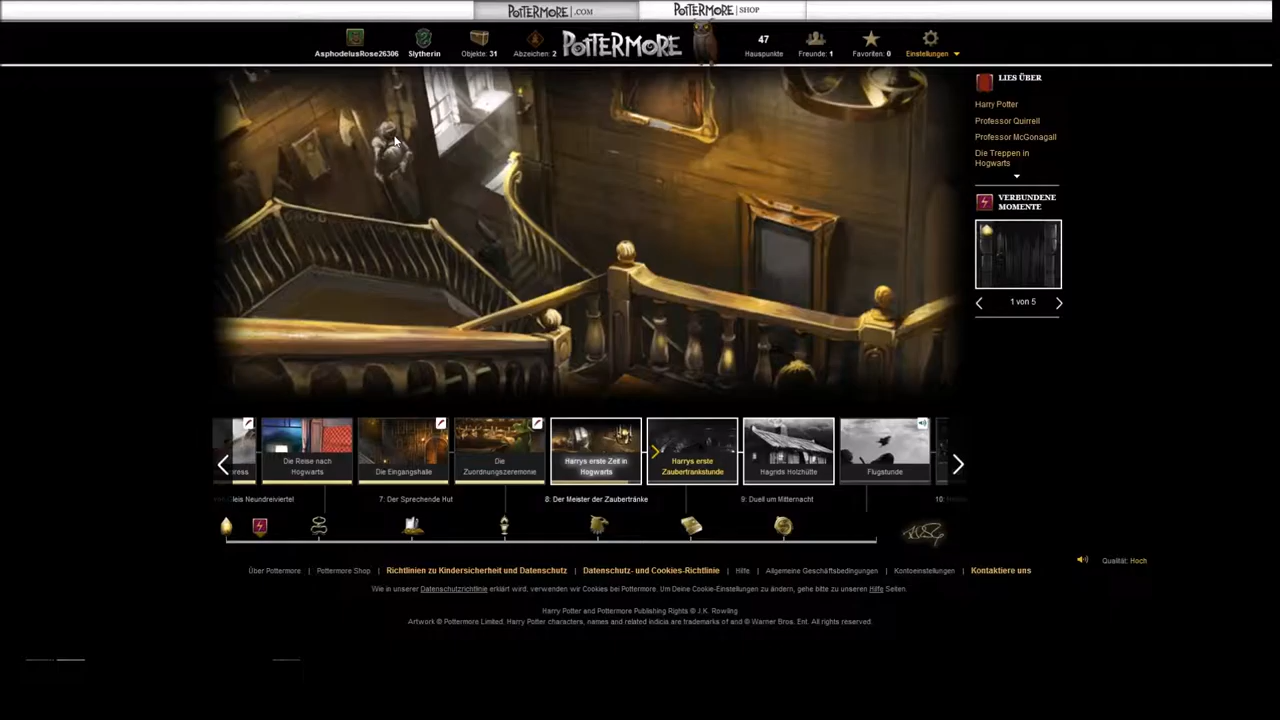 POTTERMORE|.COM
POTTERMORE|SHOP
AsphodelusRose26306
Slytherin
Objekte: 31
Abzeichen: 2
POTTERMORE
47
Hauspunkte
Freunde: 1
Favoriten: 0
Einstellungen
LIES ÜBER
Harry Potter
Professor Quirrell
Professor McGonagall
Die Treppen in
Hogwarts
VERBUNDENE
MOMENTE
1 von 5
Die Reise nach
Hogwarts
Die Eingangshalle
Die
Zuordnungszeremonie
Harrys erste Zeit in
Hogwarts
Harrys erste
Zaubertrankstunde
Hagrids Holzhütte
Flugstunde
leis Neundreiviertel
7: Der Sprechende Hut
8: Der Meister der Zaubertränke
9: Duell um Mitternacht
10:
Über Pottermore | Pottermore Shop | Richtlinien zu Kindersicherheit und Datenschutz | Datenschutz- und Cookies-Richtlinie | Hilfe | Allgemeine Geschäftsbedingungen | Kontoeinstellungen | Kontaktiere uns
Qualität: Hoch
Wie in unserer Datenschutzrichtlinie erklärt wird, verwenden wir Cookies bei Pottermore. Um Deine Cookie-Einstellungen zu ändern, gehe bitte zu unseren Hilfe Seiten.
Harry Potter and Pottermore Publishing Rights © J.K. Rowling
Artwork © Pottermore Limited. Harry Potter characters, names and related indicia are trademarks of and © Warner Bros. Ent. All rights reserved.